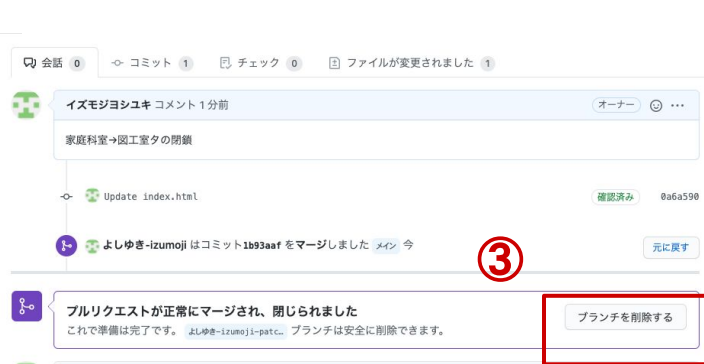 会話 0 コミット 1 チェック 0 ファイルが変更されました 1
イズモジヨシユキ コメント 1 分前 オーナー
家庭科室→図工室タの閉鎖
Update index.html 確認済み 0a6a590
よしゆき-izumoji はコミット1b93aaf をマージしました メイン 今 元に戻す
③
プルリクエストが正常にマージされ、閉じられました
これで準備は完了です。 よしゆき-izumoji-patc… ブランチは安全に削除できます。
ブランチを削除する